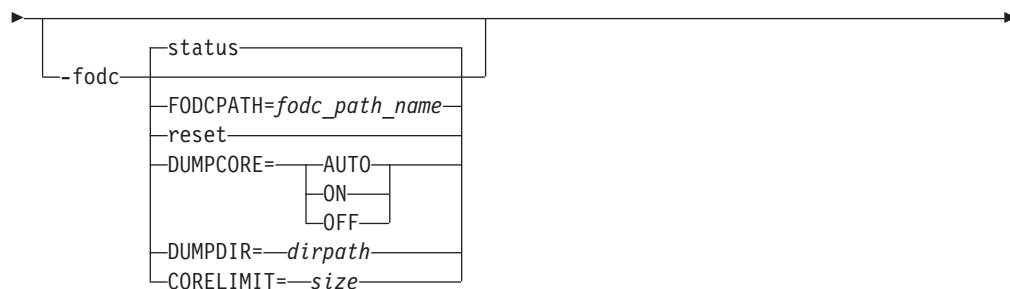 status
-fodc
FODCPATH=fodc_path_name
reset
DUMPCORE= AUTO
ON
OFF
DUMPDIR= dirpath
CORELIMIT= size